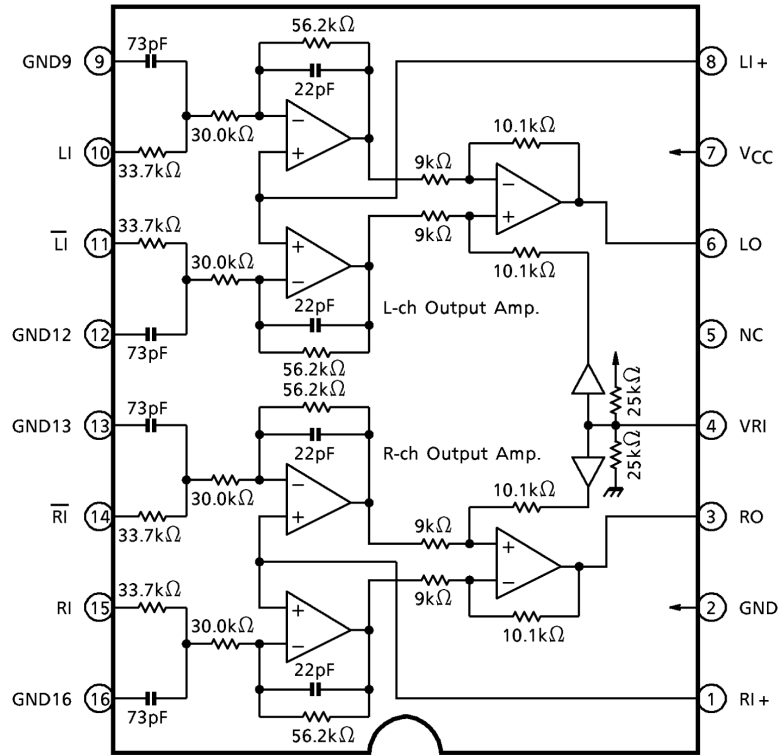 56.2kΩ
73pF
GND9
9
8
LI+
22pF
30.0kΩ
−
+
10.1kΩ
LI
10
33.7kΩ
9kΩ
−
+
7
VCC
33.7kΩ
L̅I̅
11
9kΩ
6
LO
30.0kΩ
+
−
10.1kΩ
22pF
L-ch Output Amp.
GND12
12
73pF
5
NC
56.2kΩ
56.2kΩ
25kΩ
GND13
13
73pF
4
VRI
22pF
R-ch Output Amp.
25kΩ
30.0kΩ
−
+
10.1kΩ
R̅I̅
14
33.7kΩ
9kΩ
+
−
3
RO
33.7kΩ
RI
15
9kΩ
2
GND
30.0kΩ
+
−
10.1kΩ
22pF
GND16
16
73pF
1
RI+
56.2kΩ